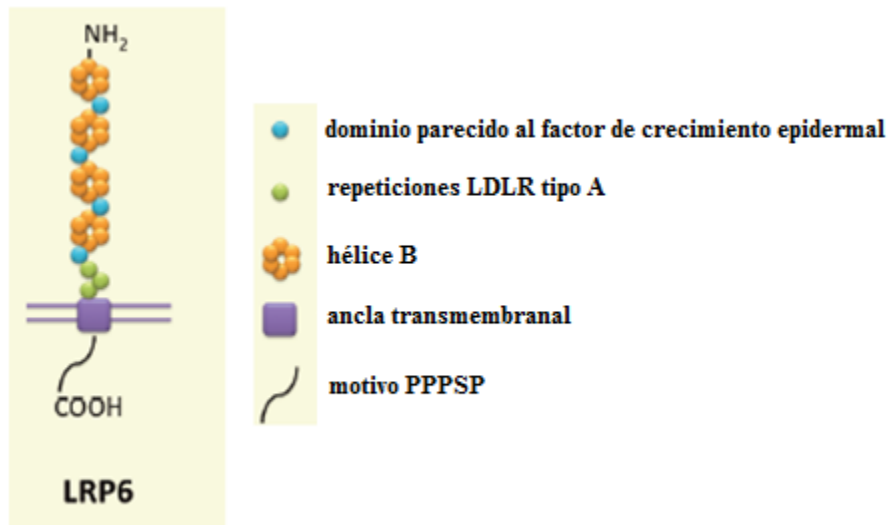 NH2
COOH
LRP6
dominio parecido al factor de crecimiento epidermal
repeticiones LDLR tipo A
hélice B
ancla transmembranal
motivo PPPSP